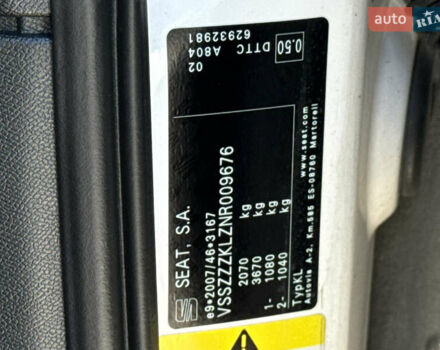 SEAT, S.A.
e9*2007/46*3167
VSSZZZKLZNR009676
2070 kg
3670 kg
1- 1080 kg
2- 1040 kg
TypKL
Autovía A-2, Km.585 ES-08760 Martorell
www.seat.com
02
A804
DTTC
62932981
0.50
auto RIA